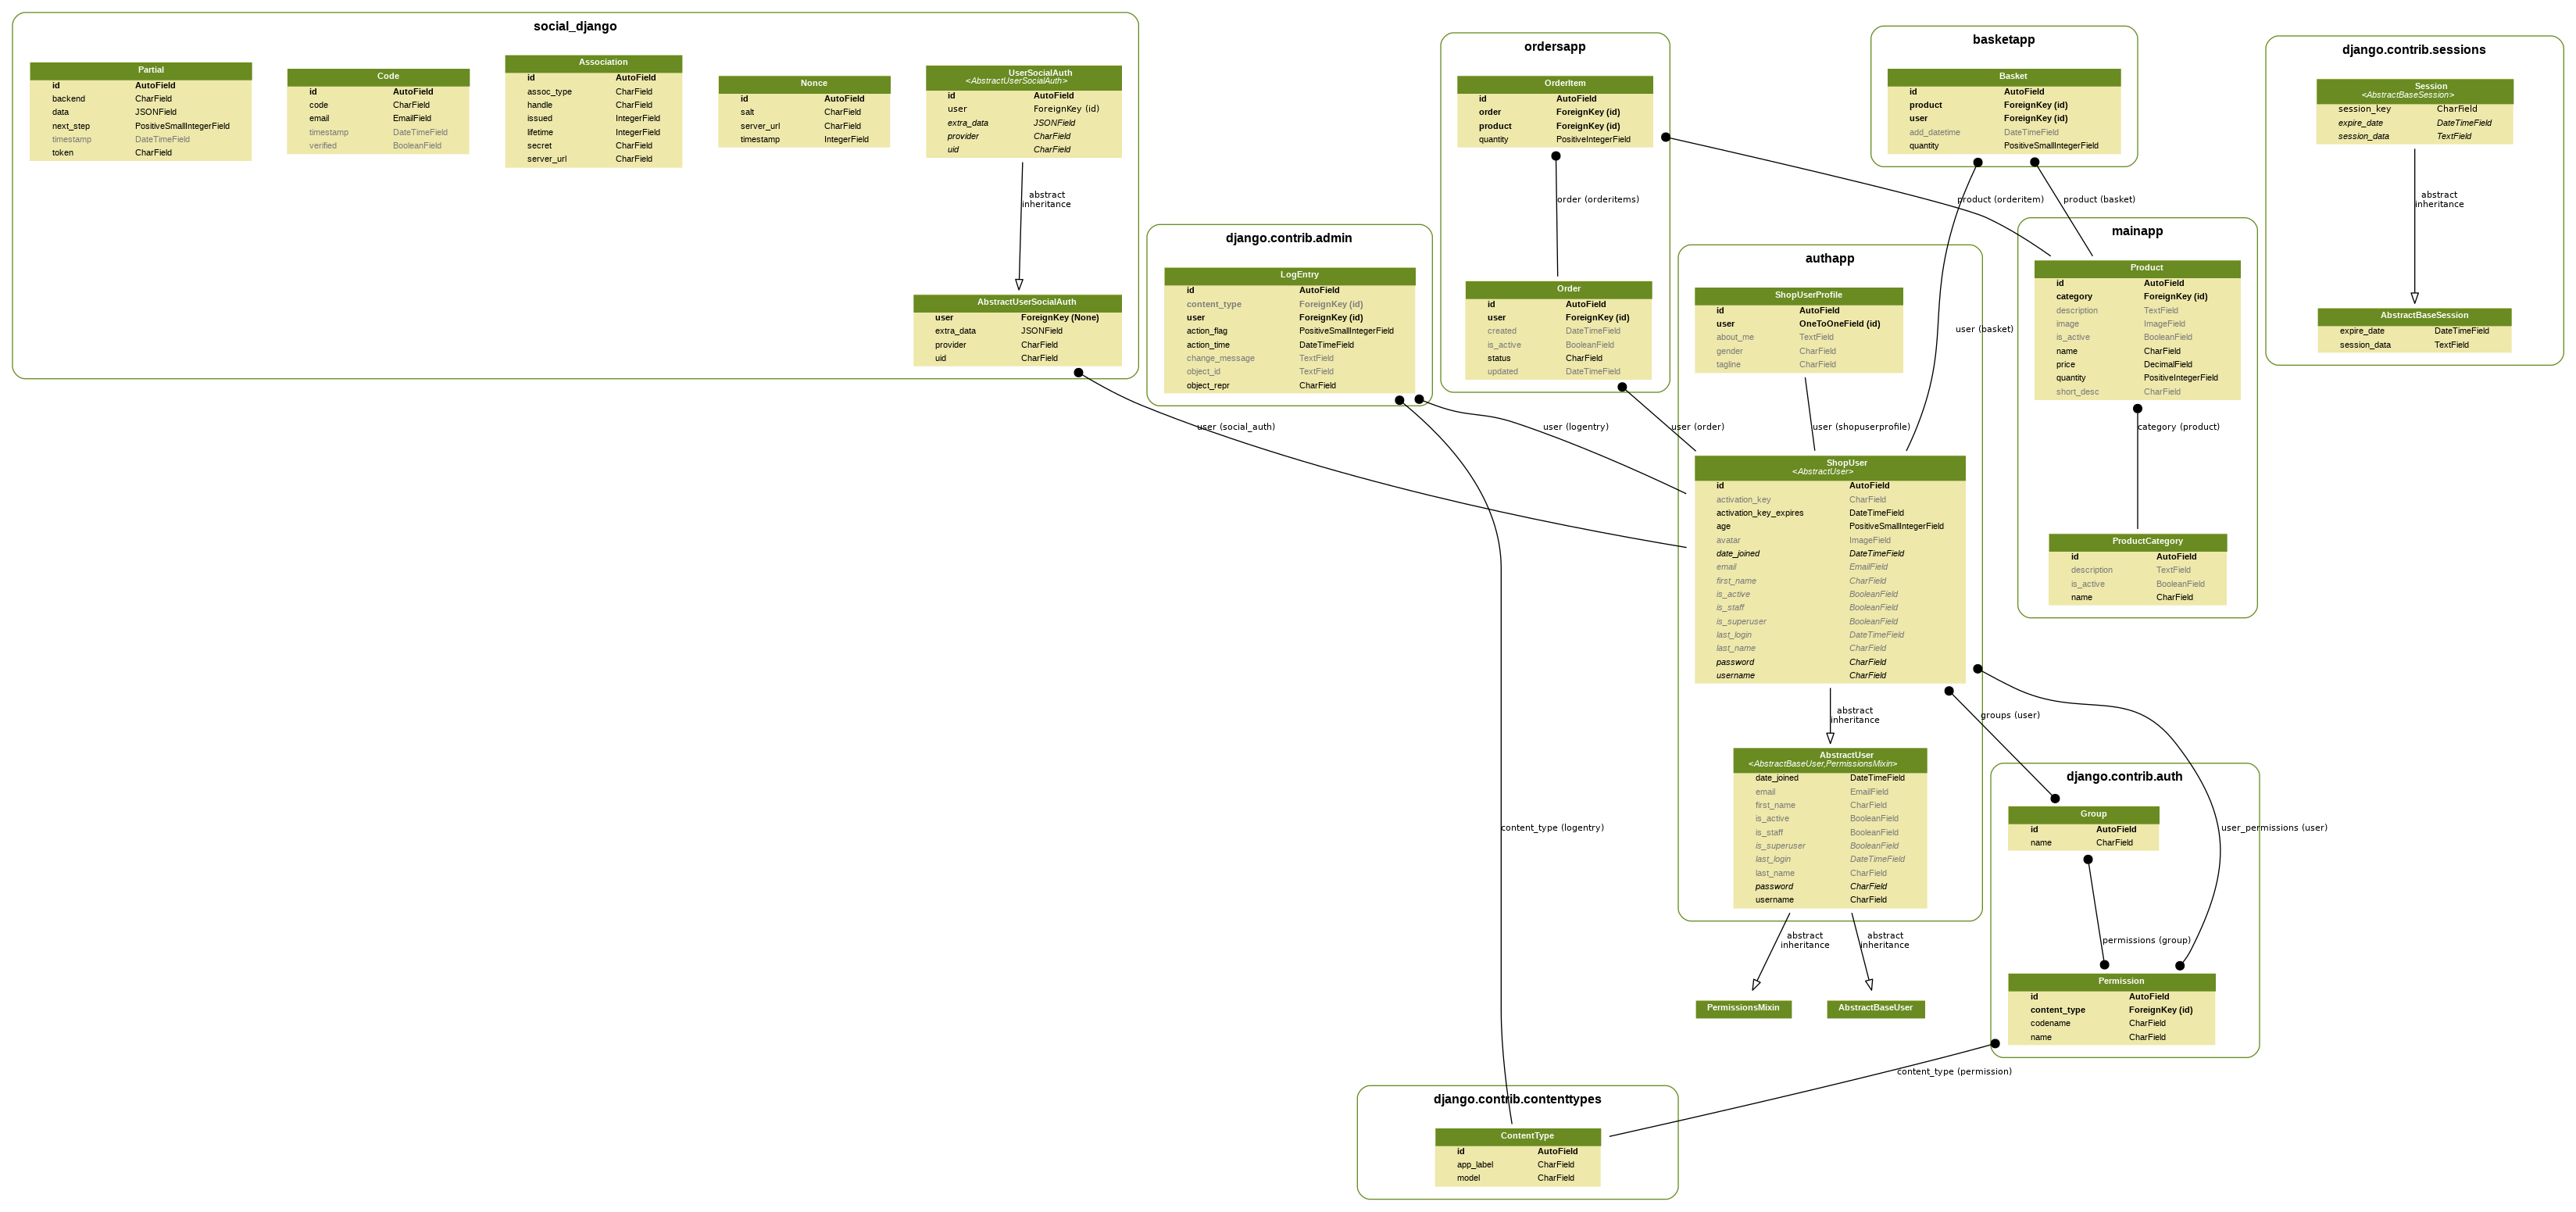 social_django
Partial
id AutoField
backend CharField
data JSONField
next_step PositiveSmallIntegerField
timestamp DateTimeField
token CharField
Code
id AutoField
code CharField
email EmailField
timestamp DateTimeField
verified BooleanField
Association
id AutoField
assoc_type CharField
handle CharField
issued IntegerField
lifetime IntegerField
secret CharField
server_url CharField
Nonce
id AutoField
salt CharField
server_url CharField
timestamp IntegerField
UserSocialAuth
<AbstractUserSocialAuth>
id AutoField
user ForeignKey (id)
extra_data JSONField
provider CharField
uid CharField
abstract
inheritance
AbstractUserSocialAuth
user ForeignKey (None)
extra_data JSONField
provider CharField
uid CharField
user (social_auth)
django.contrib.admin
LogEntry
id AutoField
content_type ForeignKey (id)
user ForeignKey (id)
action_flag PositiveSmallIntegerField
action_time DateTimeField
change_message TextField
object_id TextField
object_repr CharField
user (logentry)
content_type (logentry)
ordersapp
OrderItem
id AutoField
order ForeignKey (id)
product ForeignKey (id)
quantity PositiveIntegerField
order (orderitems)
Order
id AutoField
user ForeignKey (id)
created DateTimeField
is_active BooleanField
status CharField
updated DateTimeField
user (order)
basketapp
Basket
id AutoField
product ForeignKey (id)
user ForeignKey (id)
add_datetime DateTimeField
quantity PositiveSmallIntegerField
product (orderitem)
product (basket)
user (basket)
authapp
ShopUserProfile
id AutoField
user OneToOneField (id)
about_me TextField
gender CharField
tagline CharField
user (shopuserprofile)
ShopUser
<AbstractUser>
id AutoField
activation_key CharField
activation_key_expires DateTimeField
age PositiveSmallIntegerField
avatar ImageField
date_joined DateTimeField
email EmailField
first_name CharField
is_active BooleanField
is_staff BooleanField
is_superuser BooleanField
last_login DateTimeField
last_name CharField
password CharField
username CharField
abstract
inheritance
AbstractUser
<AbstractBaseUser,PermissionsMixin>
date_joined DateTimeField
email EmailField
first_name CharField
is_active BooleanField
is_staff BooleanField
is_superuser BooleanField
last_login DateTimeField
last_name CharField
password CharField
username CharField
abstract
inheritance
abstract
inheritance
PermissionsMixin
AbstractBaseUser
mainapp
Product
id AutoField
category ForeignKey (id)
description TextField
image ImageField
is_active BooleanField
name CharField
price DecimalField
quantity PositiveIntegerField
short_desc CharField
category (product)
ProductCategory
id AutoField
description TextField
is_active BooleanField
name CharField
django.contrib.sessions
Session
<AbstractBaseSession>
session_key CharField
expire_date DateTimeField
session_data TextField
abstract
inheritance
AbstractBaseSession
expire_date DateTimeField
session_data TextField
groups (user)
user_permissions (user)
django.contrib.auth
Group
id AutoField
name CharField
permissions (group)
Permission
id AutoField
content_type ForeignKey (id)
codename CharField
name CharField
content_type (permission)
django.contrib.contenttypes
ContentType
id AutoField
app_label CharField
model CharField